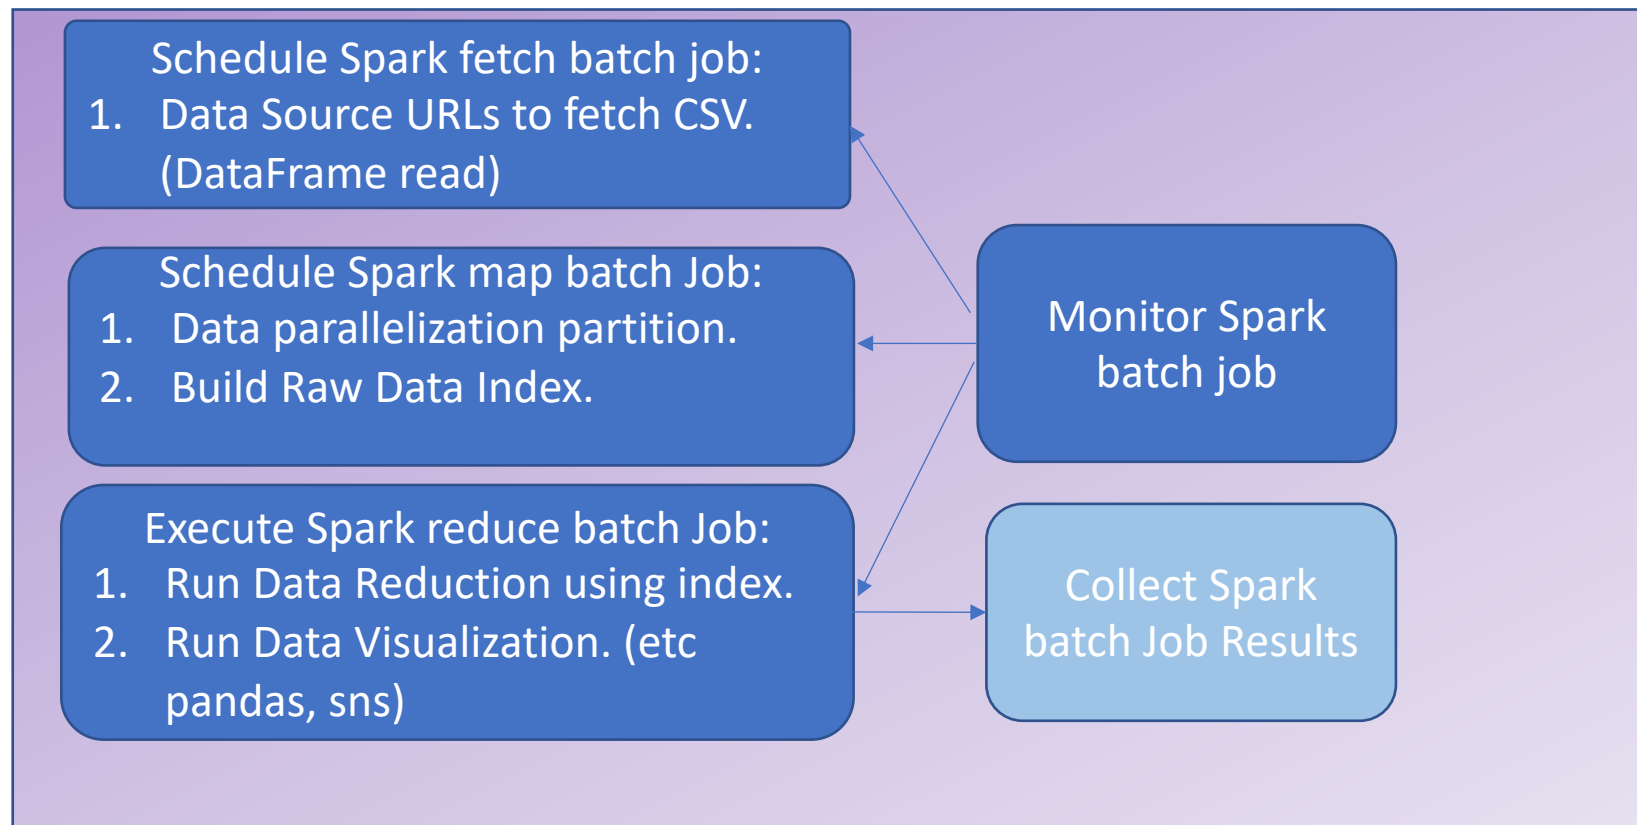 Schedule Spark fetch batch job:
1. Data Source URLs to fetch CSV.
(DataFrame read)
Schedule Spark map batch Job:
1. Data parallelization partition.
2. Build Raw Data Index.
Execute Spark reduce batch Job:
1. Run Data Reduction using index.
2. Run Data Visualization. (etc
pandas, sns)
Monitor Spark
batch job
Collect Spark
batch Job Results